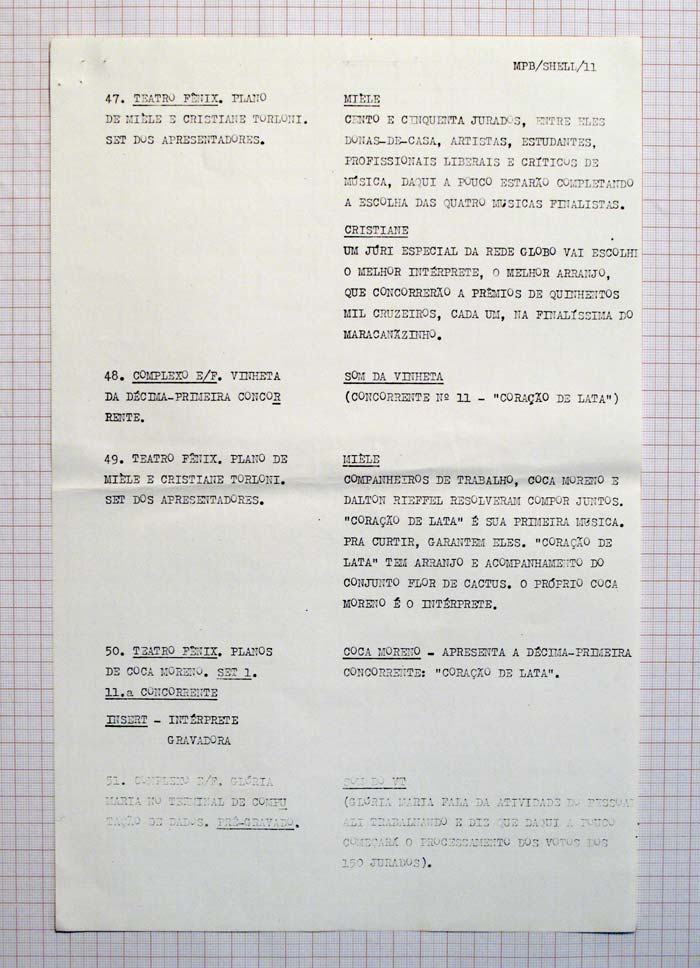 MPB/SHELL/11
47. TEATRO FÊNIX. PLANO
DE MIÈLE E CRISTIANE TORLONI.
SET DOS APRESENTADORES.
MIÈLE
CENTO E CINQUENTA JURADOS, ENTRE ELES
DONAS-DE-CASA, ARTISTAS, ESTUDANTES,
PROFISSIONAIS LIBERAIS E CRÍTICOS DE
MÚSICA, DAQUI A POUCO ESTARÃO COMPLETANDO
A ESCOLHA DAS QUATRO MUSICAS FINALISTAS.
CRISTIANE
UM JÚRI ESPECIAL DA REDE GLOBO VAI ESCOLH
O MELHOR INTÉRPRETE, O MELHOR ARRANJO,
QUE CONCORRERÃO A PRÊMIOS DE QUINHENTOS
MIL CRUZEIROS, CADA UM, NA FINALÍSSIMA DO
MARACANÃZINHO.
48. COMPLEXO E/F. VINHETA
DA DÉCIMA-PRIMEIRA CONCOR
RENTE.
SOM DA VINHETA
(CONCORRENTE Nº 11 - "CORAÇÃO DE LATA")
49. TEATRO FÊNIX. PLANO DE
MIÈLE E CRISTIANE TORLONI.
SET DOS APRESENTADORES.
MIÈLE
COMPANHEIROS DE TRABALHO, COCA MORENO E
DALTON RIEFFEL RESOLVERAM COMPOR JUNTOS.
"CORAÇÃO DE LATA" É SUA PRIMEIRA MUSICA.
PRA CURTIR, GARANTEM ELES. "CORAÇÃO DE
LATA" TEM ARRANJO E ACOMPANHAMENTO DO
CONJUNTO FLOR DE CACTUS. O PRÓPRIO COCA
MORENO É O INTÉRPRETE.
50. TEATRO FÊNIX. PLANOS
DE COCA MORENO. SET 1.
11.a CONCORRENTE
INSERT - INTÉRPRETE
GRAVADORA
COCA MORENO - APRESENTA A DÉCIMA-PRIMEIRA
CONCORRENTE: "CORAÇÃO DE LATA".
51. COMPLEXO E/F. GLÓRIA
MARIA NO TERMINAL DE COMPU
TAÇÃO DE DADOS. PRÉ-GRAVADO.
SOM DO VT
(GLÓRIA MARIA FALA DA ATIVIDADE DO PESSOAL
ALI TRABALHANDO E DIZ QUE DAQUI A POUCO
COMEÇARÁ O PROCESSAMENTO DOS VOTOS DOS
150 JURADOS).